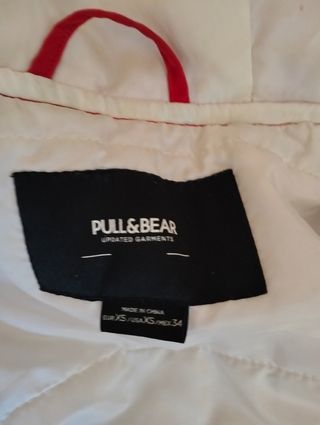 PULL&BEAR
UPDATED GARMENTS
MADE IN CHINA
EUR XS / USA XS / MEX 34